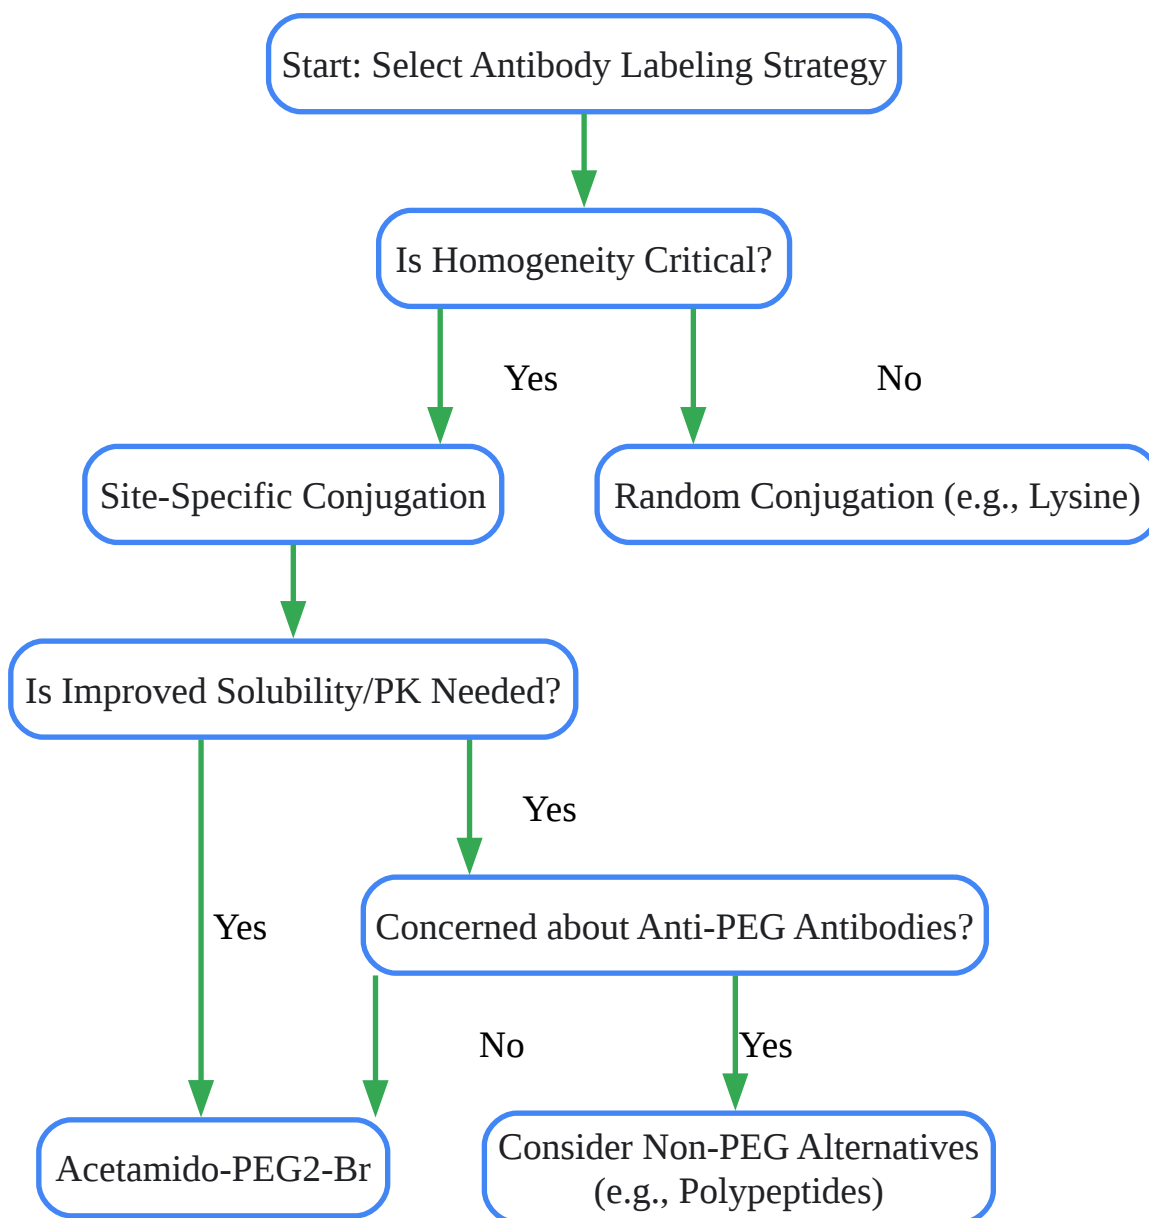 Start: Select Antibody Labeling Strategy
Is Homogeneity Critical?
Yes
No
Site-Specific Conjugation
Random Conjugation (e.g., Lysine)
Is Improved Solubility/PK Needed?
Yes
Yes
Concerned about Anti-PEG Antibodies?
No
Yes
Acetamido-PEG2-Br
Consider Non-PEG Alternatives
(e.g., Polypeptides)